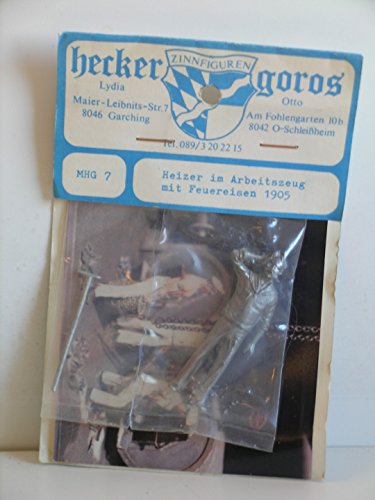 hecker
ZINNFIGUREN
goros
Lydia
Maier-Leibnits-Str.7
8046 Garching
Otto
Am Fohlengarten 10b
8042 O-Schleißheim
Tel.089/3 20 22 15
MHG 7
Heizer im Arbeitszeug
mit Feuereisen 1905